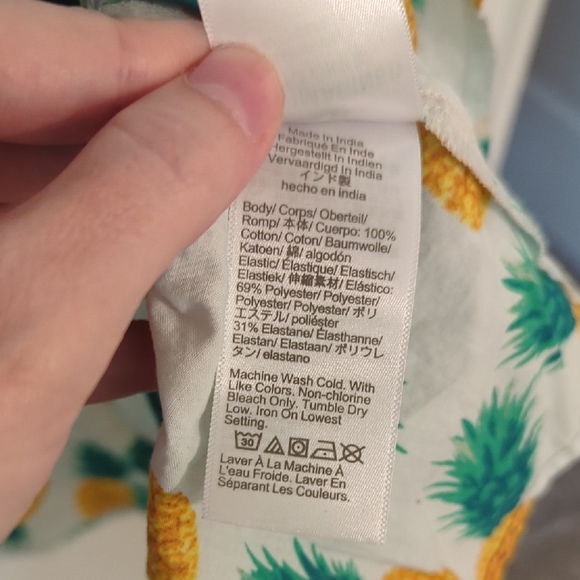 Made In India
Fabriqué En Inde
Hergestellt In Indien
Vervaardigd In India
インド製
hecho en india
Body/ Corps/ Oberteil/
Romp/ 本体/ Cuerpo: 100%
Cotton/ Coton/ Baumwolle/
Katoen/ 綿/ algodón
Elastic/ Élastique/ Elastisch/
Elastiek/ 伸縮素材/ Elástico:
69% Polyester/ Polyester/
Polyester/ Polyester/ ポリ
エステル/ poliéster
31% Elastane/ Élasthanne/
Elastan/ Elastaan/ ポリウレ
タン/ elastano
Machine Wash Cold, With
Like Colors, Non-chlorine
Bleach Only, Tumble Dry
Low, Iron On Lowest
Setting.
30
Laver À La Machine À
L'eau Froide. Laver En
Séparant Les Couleurs.